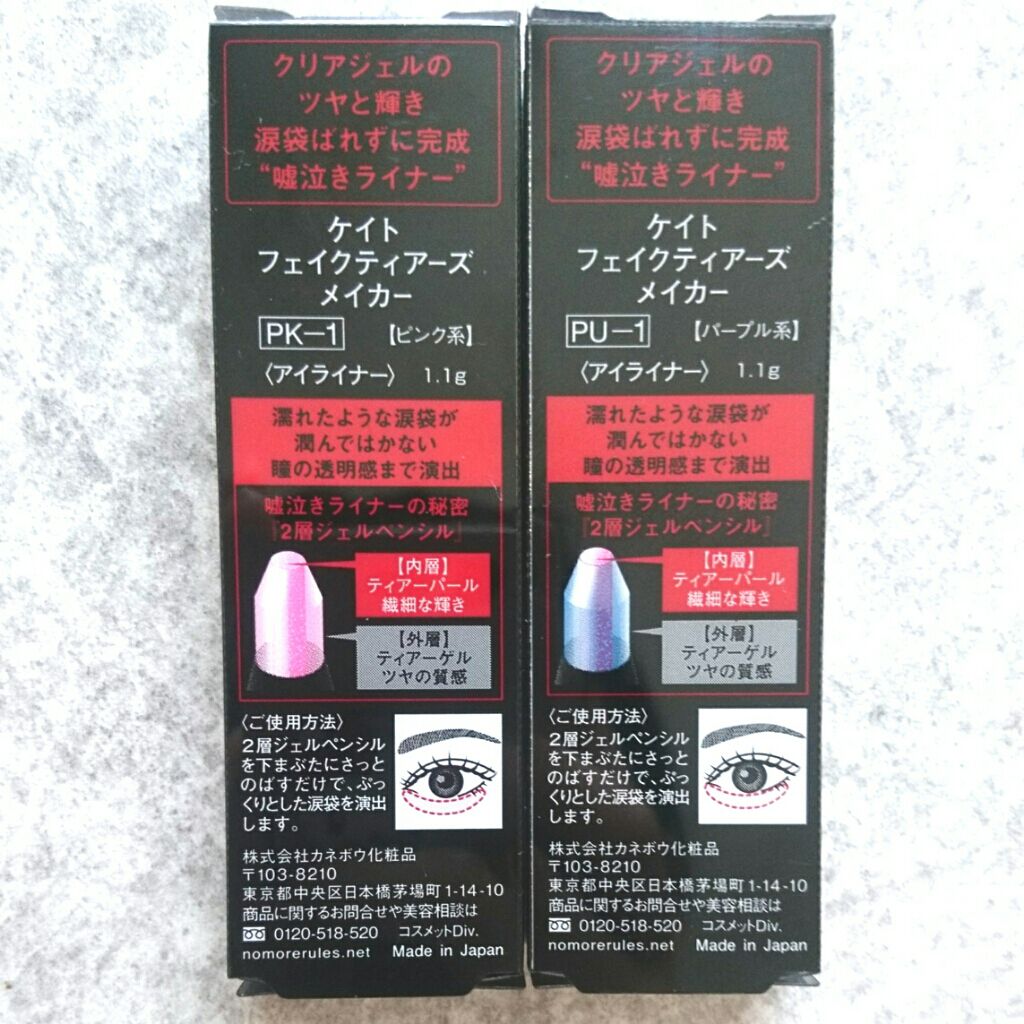 クリアジェルの
ツヤと輝き
涙袋ばれずに完成
“嘘泣きライナー”
ケイト
フェイクティアーズ
メイカー
PK－1 【ピンク系】
〈アイライナー〉 1.1g
濡れたような涙袋が
潤んではかない
瞳の透明感まで演出
嘘泣きライナーの秘密
『2層ジェルペンシル』
【内層】
ティアーパール
繊細な輝き
【外層】
ティアーゲル
ツヤの質感
〈ご使用方法〉
2層ジェルペンシル
を下まぶたにさっと
のばすだけで、ぷっ
くりとした涙袋を演出
します。
株式会社カネボウ化粧品
〒103-8210
東京都中央区日本橋茅場町1-14-10
商品に関するお問合せや美容相談は
0120-518-520 コスメットDiv.
nomorerules.net Made in Japan
クリアジェルの
ツヤと輝き
涙袋ばれずに完成
“嘘泣きライナー”
ケイト
フェイクティアーズ
メイカー
PU－1 【パープル系】
〈アイライナー〉 1.1g
濡れたような涙袋が
潤んではかない
瞳の透明感まで演出
嘘泣きライナーの秘密
『2層ジェルペンシル』
【内層】
ティアーパール
繊細な輝き
【外層】
ティアーゲル
ツヤの質感
〈ご使用方法〉
2層ジェルペンシル
を下まぶたにさっと
のばすだけで、ぷっ
くりとした涙袋を演出
します。
株式会社カネボウ化粧品
〒103-8210
東京都中央区日本橋茅場町1-14-10
商品に関するお問合せや美容相談は
0120-518-520 コスメットDiv.
nomorerules.net Made in Japan